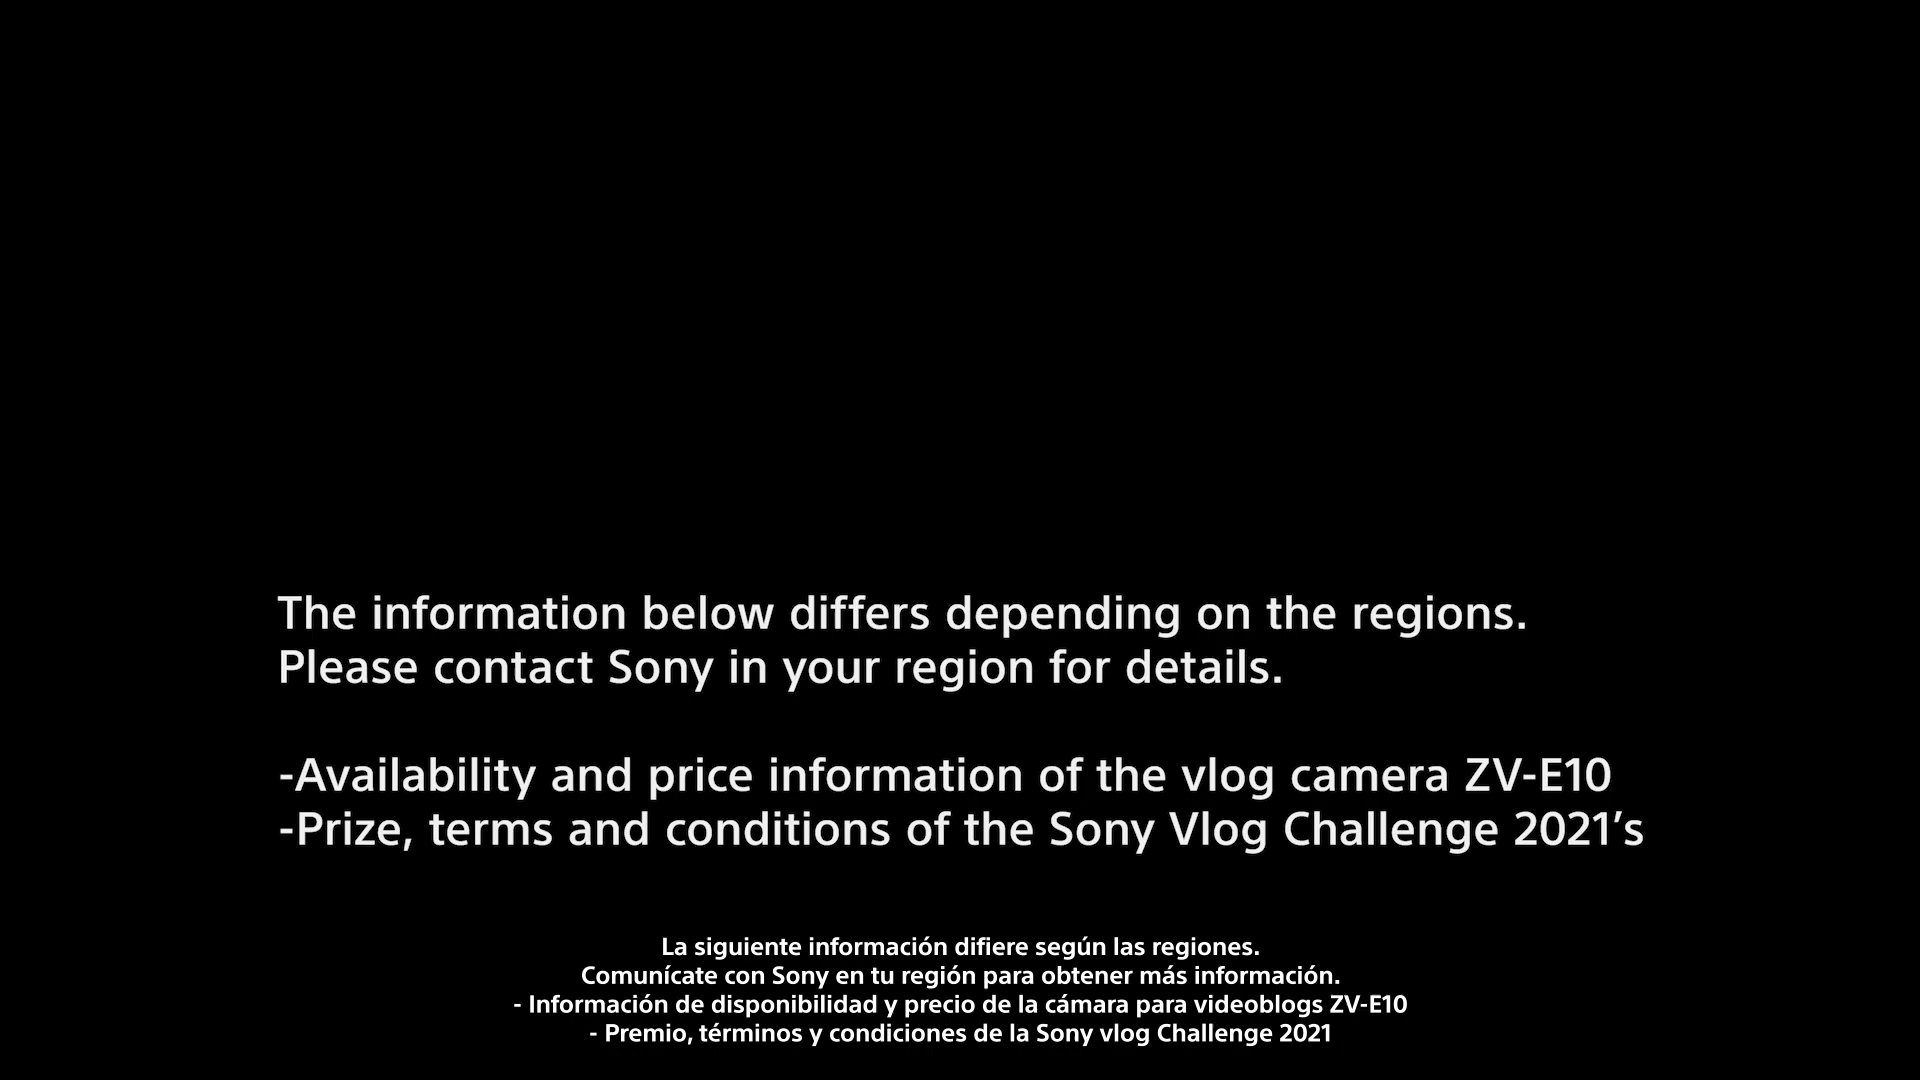 The information below differs depending on the regions.
Please contact Sony in your region for details.
-Availability and price information of the vlog camera ZV-E10
-Prize, terms and conditions of the Sony Vlog Challenge 2021’s
La siguiente información difiere según las regiones.
Comunícate con Sony en tu región para obtener más información.
- Información de disponibilidad y precio de la cámara para videoblogs ZV-E10
- Premio, términos y condiciones de la Sony vlog Challenge 2021